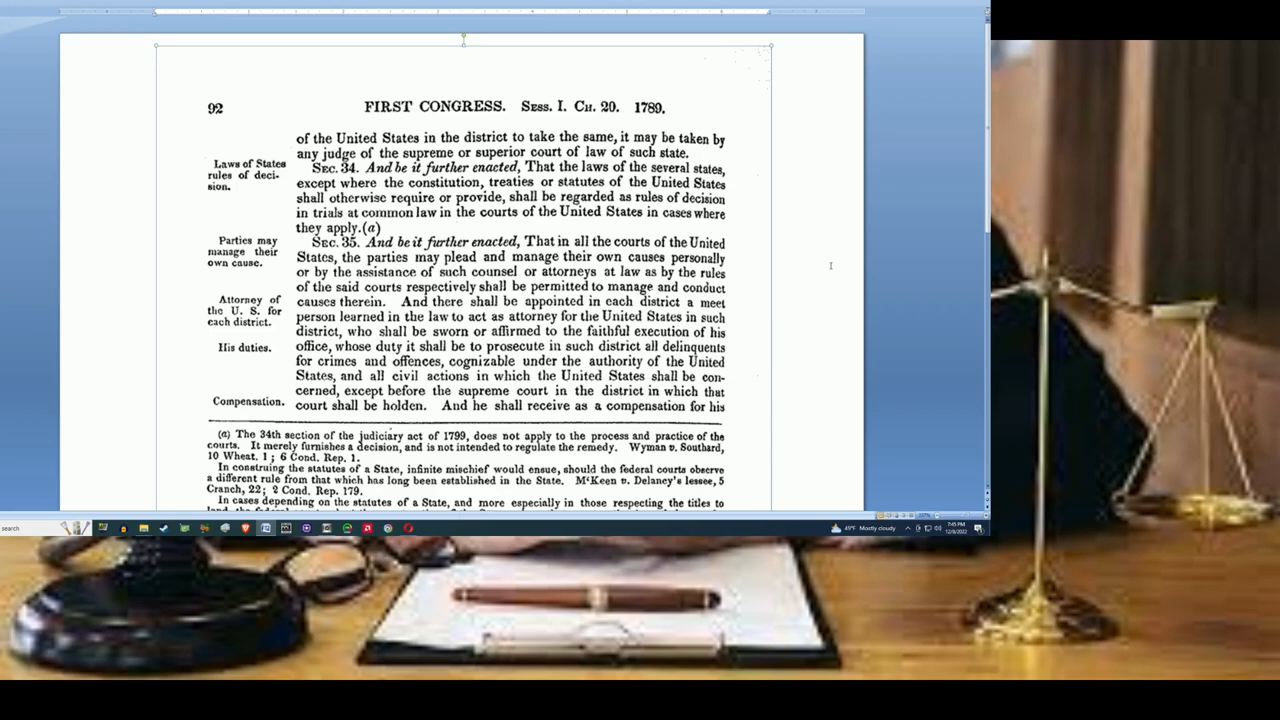 92 FIRST CONGRESS. SESS. I. CH. 20. 1789.
of the United States in the district to take the same, it may be taken by
any judge of the supreme or superior court of law of such state.
Laws of States
rules of deci-
sion.
SEC. 34. And be it further enacted, That the laws of the several states,
except where the constitution, treaties or statutes of the United States
shall otherwise require or provide, shall be regarded as rules of decision
in trials at common law in the courts of the United States in cases where
they apply.(a)
Parties may
manage their
own cause.
SEC. 35. And be it further enacted, That in all the courts of the United
States, the parties may plead and manage their own causes personally
or by the assistance of such counsel or attorneys at law as by the rules
of the said courts respectively shall be permitted to manage and conduct
Attorney of
the U. S. for
each district.
causes therein. And there shall be appointed in each district a meet
person learned in the law to act as attorney for the United States in such
district, who shall be sworn or affirmed to the faithful execution of his
His duties.
office, whose duty it shall be to prosecute in such district all delinquents
for crimes and offences, cognizable under the authority of the United
States, and all civil actions in which the United States shall be con-
cerned, except before the supreme court in the district in which that
Compensation.
court shall be holden. And he shall receive as a compensation for his
(a) The 34th section of the judiciary act of 1799, does not apply to the process and practice of the
courts. It merely furnishes a decision, and is not intended to regulate the remedy. Wyman v. Southard,
10 Wheat. 1; 6 Cond. Rep. 1.
In construing the statutes of a State, infinite mischief would ensue, should the federal courts observe
a different rule from that which has long been established in the State. M'Keen v. Delancy's lessee, 5
Cranch, 22; 2 Cond. Rep. 179.
In cases depending on the statutes of a State, and more especially in those respecting the titles to
search
49°F Mostly cloudy
7:45 PM
12/8/2022